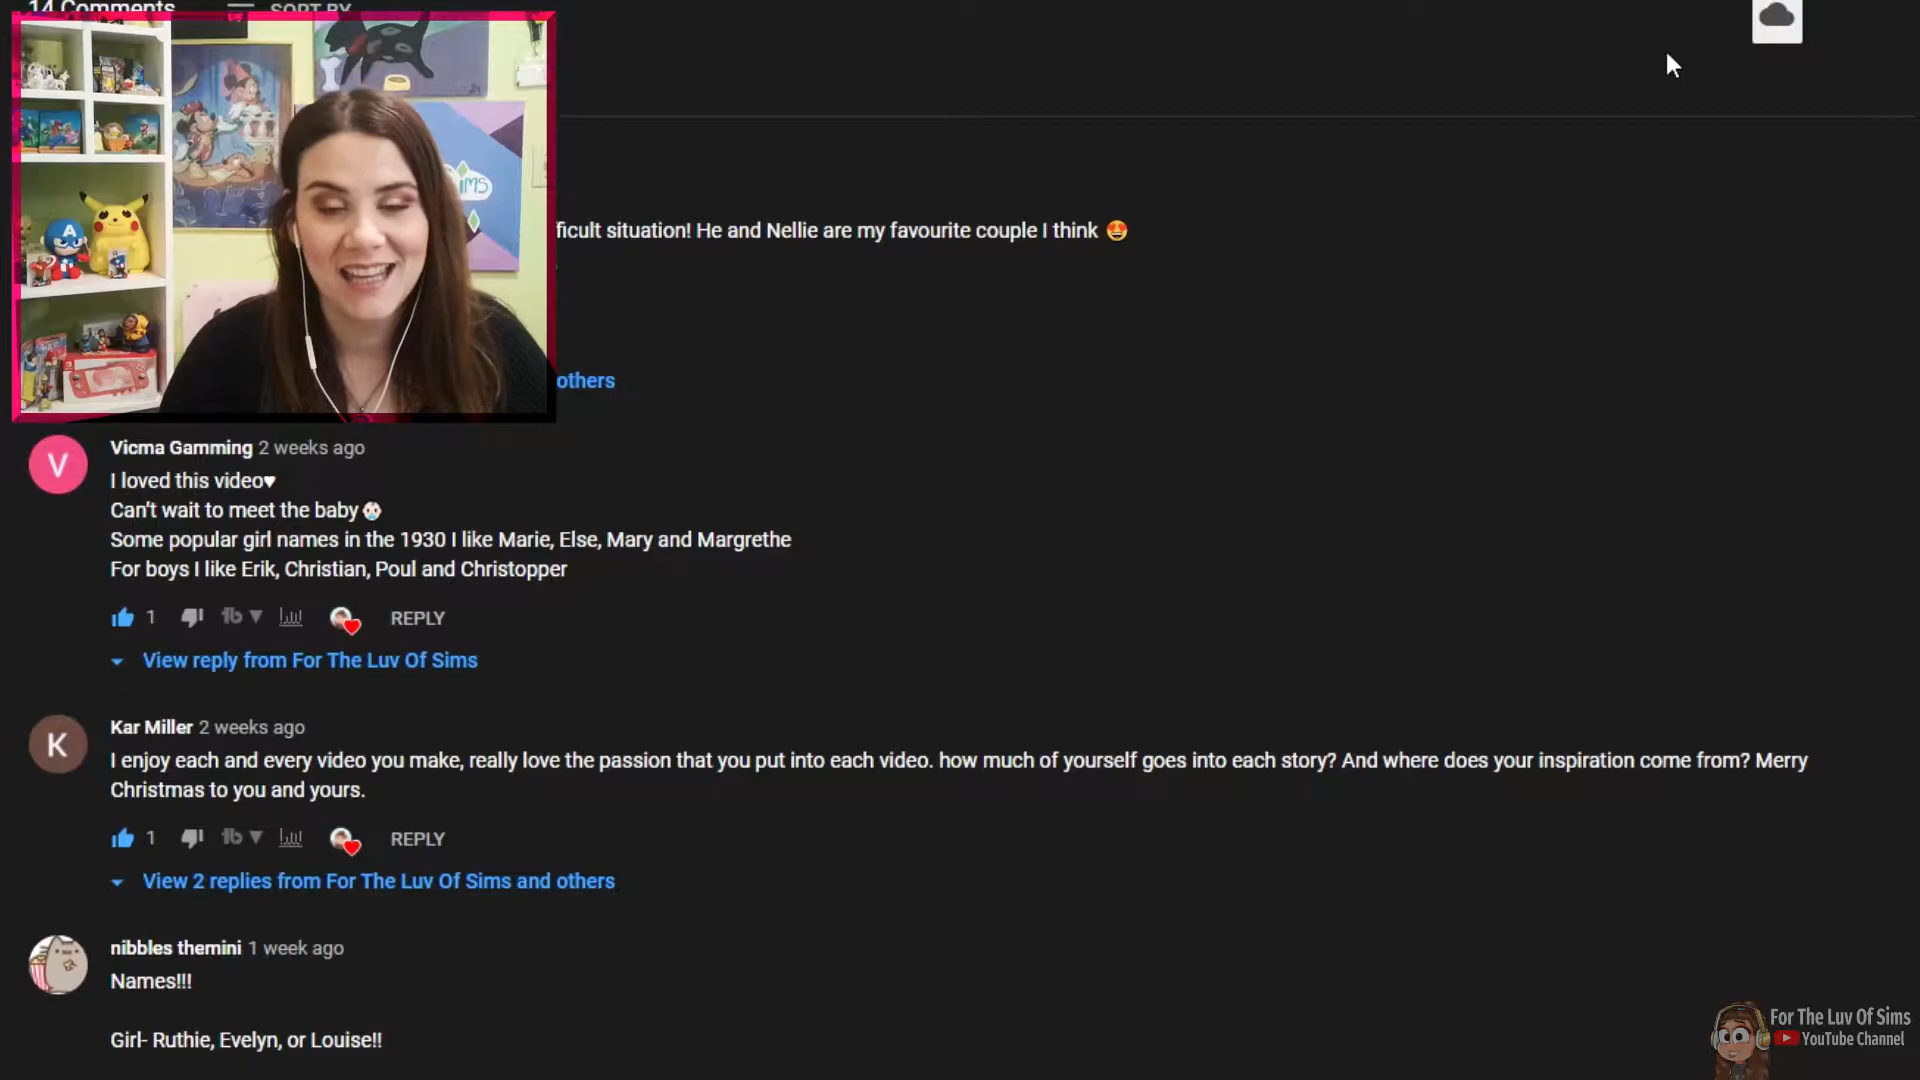 14 Comments SORT BY
ficult situation! He and Nellie are my favourite couple I think 🤩
others
Vicma Gamming 2 weeks ago
I loved this video♥
Can't wait to meet the baby👶🏻
Some popular girl names in the 1930 I like Marie, Else, Mary and Margrethe
For boys I like Erik, Christian, Poul and Christopper
1 REPLY
View reply from For The Luv Of Sims
Kar Miller 2 weeks ago
I enjoy each and every video you make, really love the passion that you put into each video. how much of yourself goes into each story? And where does your inspiration come from? Merry
Christmas to you and yours.
1 REPLY
View 2 replies from For The Luv Of Sims and others
nibbles themini 1 week ago
Names!!!
Girl- Ruthie, Evelyn, or Louise!!
For The Luv Of Sims
YouTube Channel